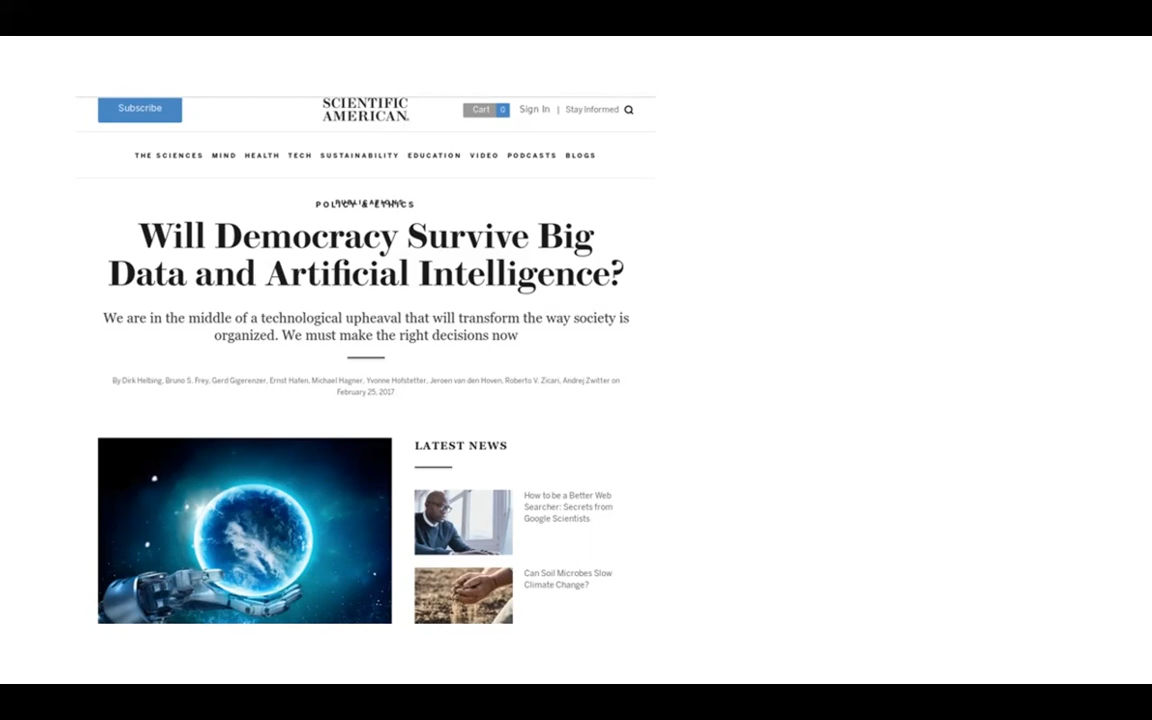 Subscribe
SCIENTIFIC
AMERICAN.
Cart 0
Sign In | Stay Informed
THE SCIENCES MIND HEALTH TECH SUSTAINABILITY EDUCATION VIDEO PODCASTS BLOGS
PUBLICATIONS
POLICY & ETHICS
Will Democracy Survive Big
Data and Artificial Intelligence?
We are in the middle of a technological upheaval that will transform the way society is
organized. We must make the right decisions now
By Dirk Helbing, Bruno S. Frey, Gerd Gigerenzer, Ernst Hafen, Michael Hagner, Yvonne Hofstetter, Jeroen van den Hoven, Roberto V. Zicari, Andrej Zwitter on
February 25, 2017
LATEST NEWS
How to be a Better Web
Searcher: Secrets from
Google Scientists
Can Soil Microbes Slow
Climate Change?